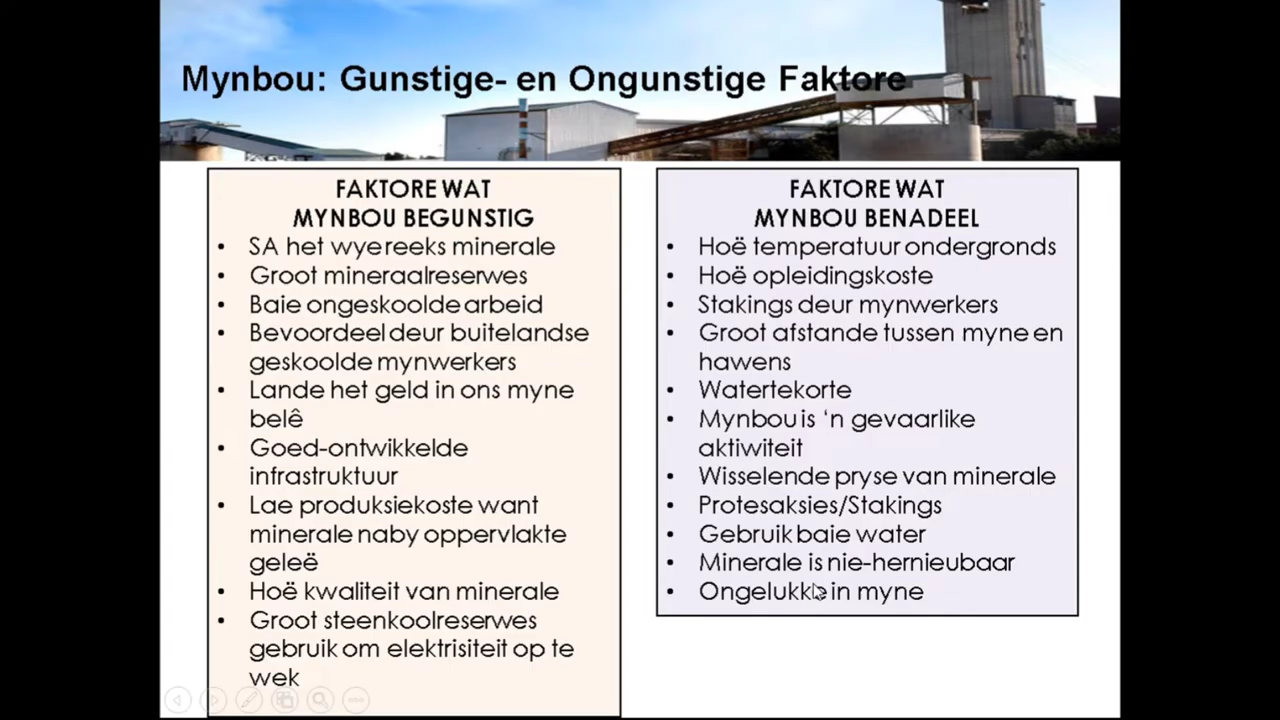 Mynbou: Gunstige- en Ongunstige Faktore
FAKTORE WAT
MYNBOU BEGUNSTIG
• SA het wye reeks minerale
• Groot mineraalreserwes
• Baie ongeskoolde arbeid
• Bevoordeel deur buitelandse
geskoolde mynwerkers
• Lande het geld in ons myne
belê
• Goed-ontwikkelde
infrastruktuur
• Lae produksiekoste want
minerale naby oppervlakte
geleë
• Hoë kwaliteit van minerale
• Groot steenkoolreserwes
gebruik om elektrisiteit op te
wek
FAKTORE WAT
MYNBOU BENADEEL
• Hoë temperatuur ondergronds
• Hoë opleidingskoste
• Stakings deur mynwerkers
• Groot afstande tussen myne en
hawens
• Watertekorte
• Mynbou is ‘n gevaarlike
aktiwiteit
• Wisselende pryse van minerale
• Protesaksies/Stakings
• Gebruik baie water
• Minerale is nie-hernieubaar
• Ongelukke in myne